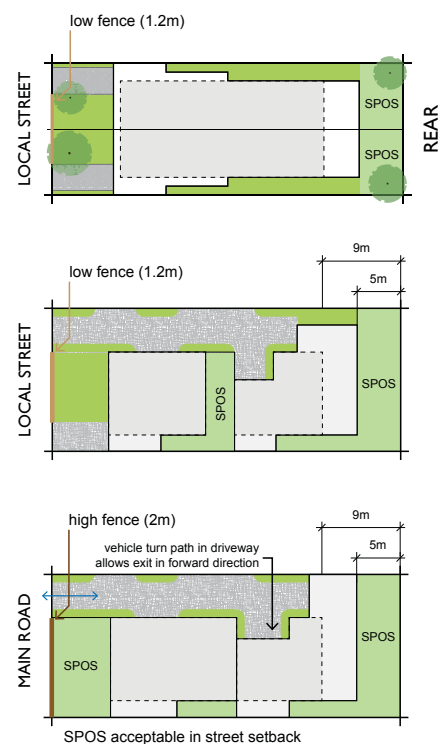 low fence (1.2m)
LOCAL STREET
SPOS
SPOS
REAR
low fence (1.2m)
9m
5m
LOCAL STREET
SPOS
SPOS
high fence (2m)
vehicle turn path in driveway
allows exit in forward direction
9m
5m
MAIN ROAD
SPOS
SPOS
SPOS acceptable in street setback